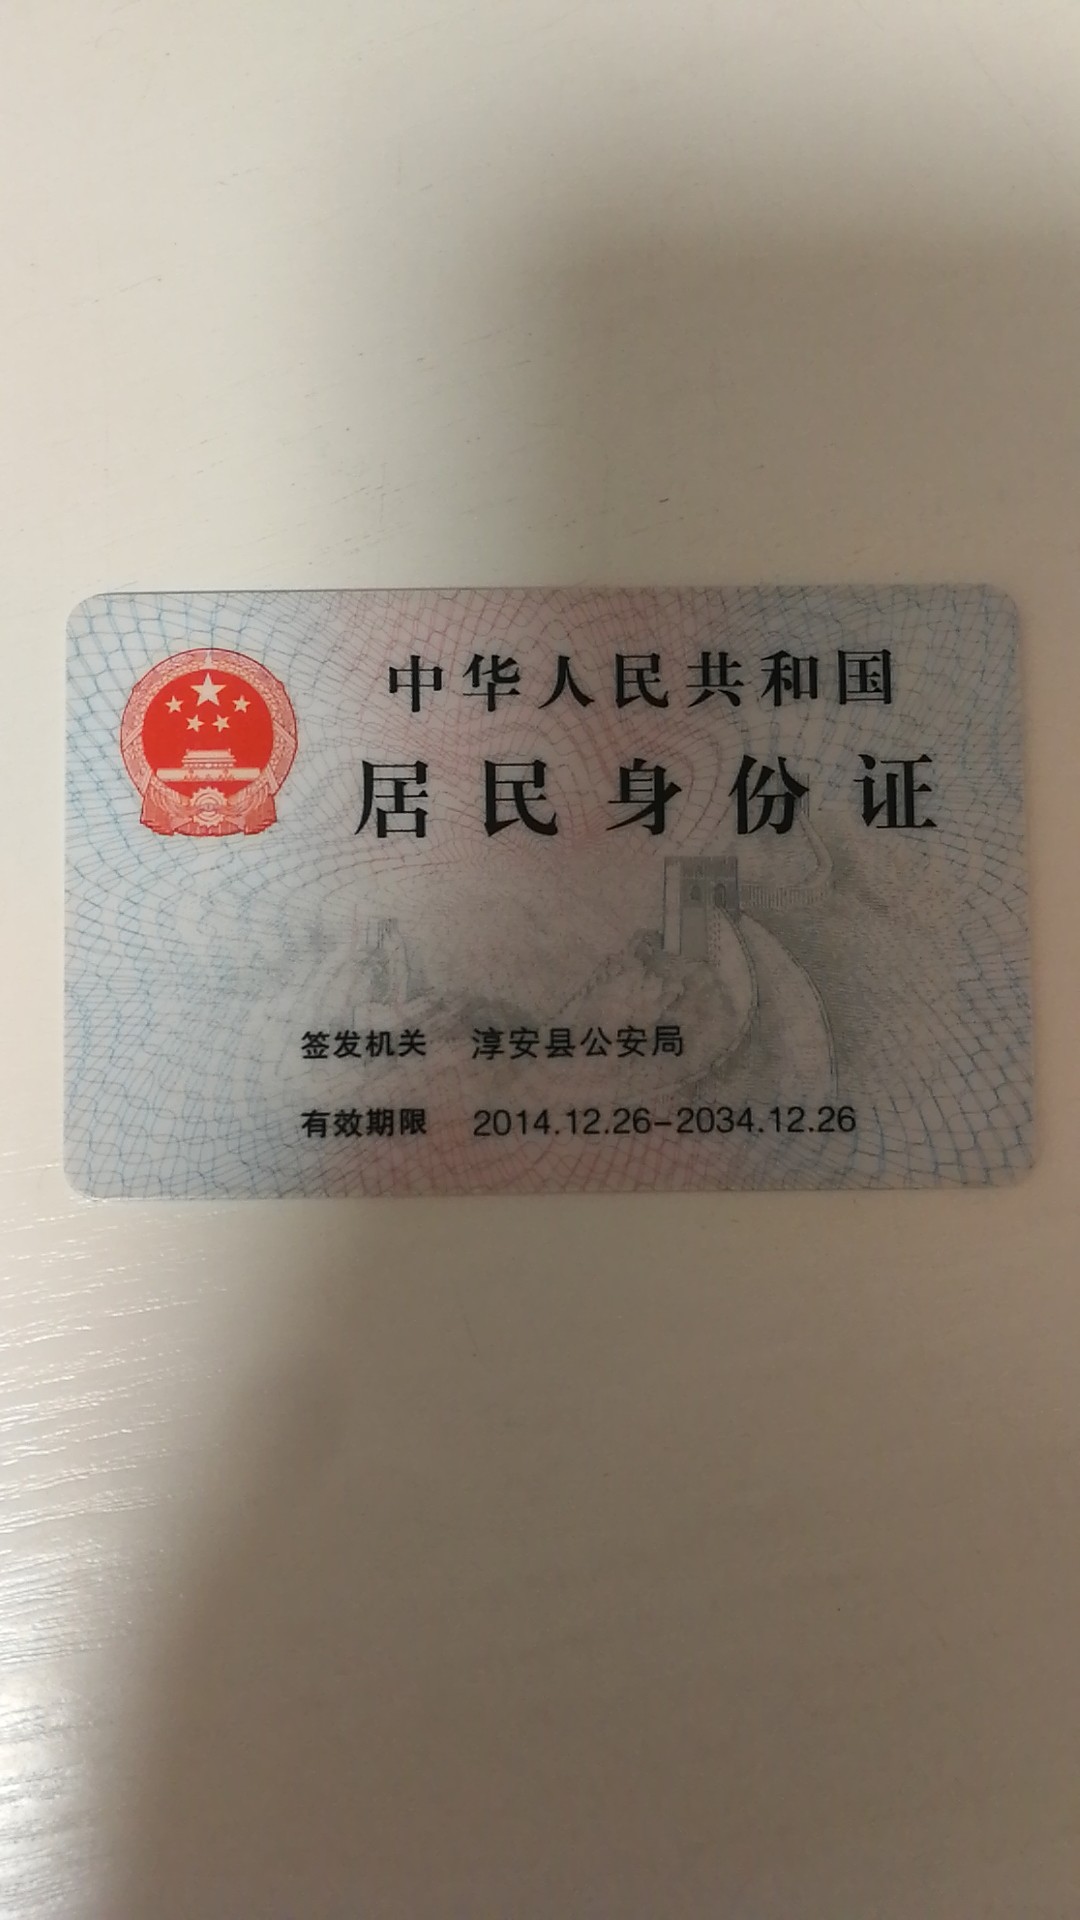 中华人民共和国
居民身份证
签发机关 淳安县公安局
有效期限 2014.12.26-2034.12.26